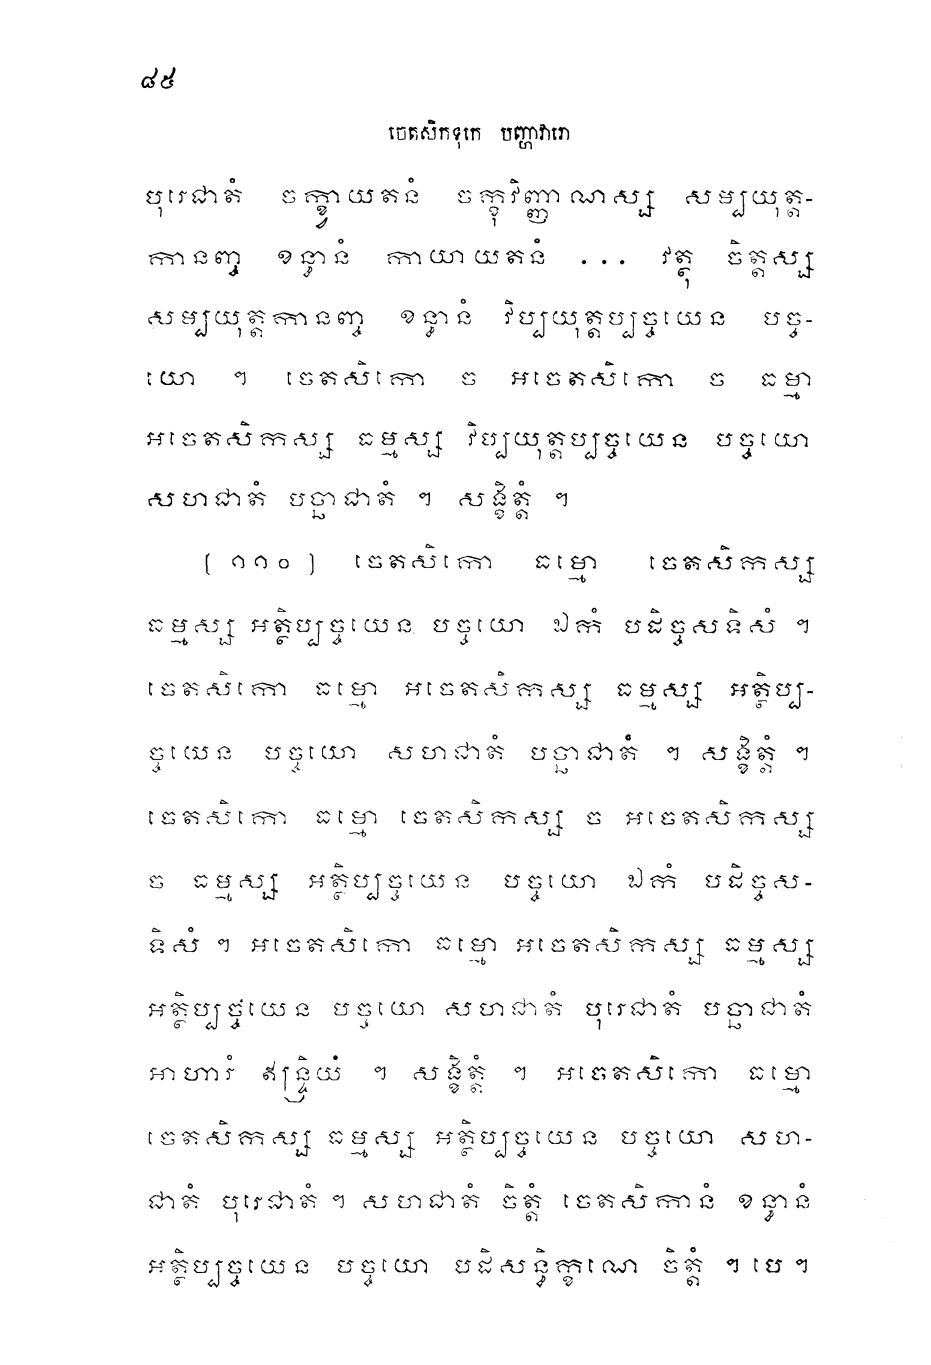 ៨៥
ចេតសិកទុកេ បញ្ហាវារោ
បុរេជាតំ ចក្ខ្វាយតនំ ចក្ខុវិញ្ញាណស្ស សម្បយុត្ត-
កានញ្ច ខន្ធានំ កាយាយតនំ ... វត្ថុ ចិត្តស្ស
សម្បយុត្តកានញ្ច ខន្ធានំ វិប្បយុត្តប្បច្ចយេន បច្ច-
យោ ។ ចេតសិកោ ច អចេតសិកោ ច ធម្មា
អចេតសិកស្ស ធម្មស្ស វិប្បយុត្តប្បច្ចយេន បច្ចយោ
សហជាតំ បច្ឆាជាតំ ។ សង្ខិត្តំ ។
[ ១១០ ] ចេតសិកោ ធម្មោ ចេតសិកស្ស
ធម្មស្ស អត្ថិប្បច្ចយេន បច្ចយោ ឯកំ បដិច្ចសទិសំ ។
ចេតសិកោ ធម្មោ អចេតសិកស្ស ធម្មស្ស អត្ថិប្ប-
ច្ចយេន បច្ចយោ សហជាតំ បច្ឆាជាតំ ។ សង្ខិត្តំ ។
ចេតសិកោ ធម្មោ ចេតសិកស្ស ច អចេតសិកស្ស
ច ធម្មស្ស អត្ថិប្បច្ចយេន បច្ចយោ ឯកំ បដិច្ចស-
ទិសំ ។ អចេតសិកោ ធម្មោ អចេតសិកស្ស ធម្មស្ស
អត្ថិប្បច្ចយេន បច្ចយោ សហជាតំ បុរេជាតំ បច្ឆាជាតំ
អាហារំ ឥន្ទ្រិយំ ។ សង្ខិត្តំ ។ អចេតសិកោ ធម្មោ
ចេតសិកស្ស ធម្មស្ស អត្ថិប្បច្ចយេន បច្ចយោ សហ-
ជាតំ បុរេជាតំ ។ សហជាតំ ចិត្តំ ចេតសិកានំ ខន្ធានំ
អត្ថិប្បច្ចយេន បច្ចយោ បដិសន្ធិក្ខណេ ចិត្តំ ។ បេ ។